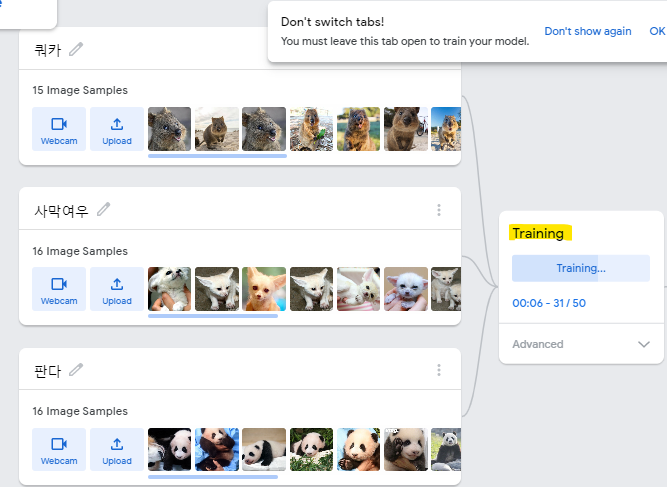 Don't switch tabs!
You must leave this tab open to train your model.
Don't show again
OK
쿼카
15 Image Samples
Webcam
Upload
사막여우
16 Image Samples
Webcam
Upload
판다
16 Image Samples
Webcam
Upload
Training
Training...
00:06 - 31 / 50
Advanced